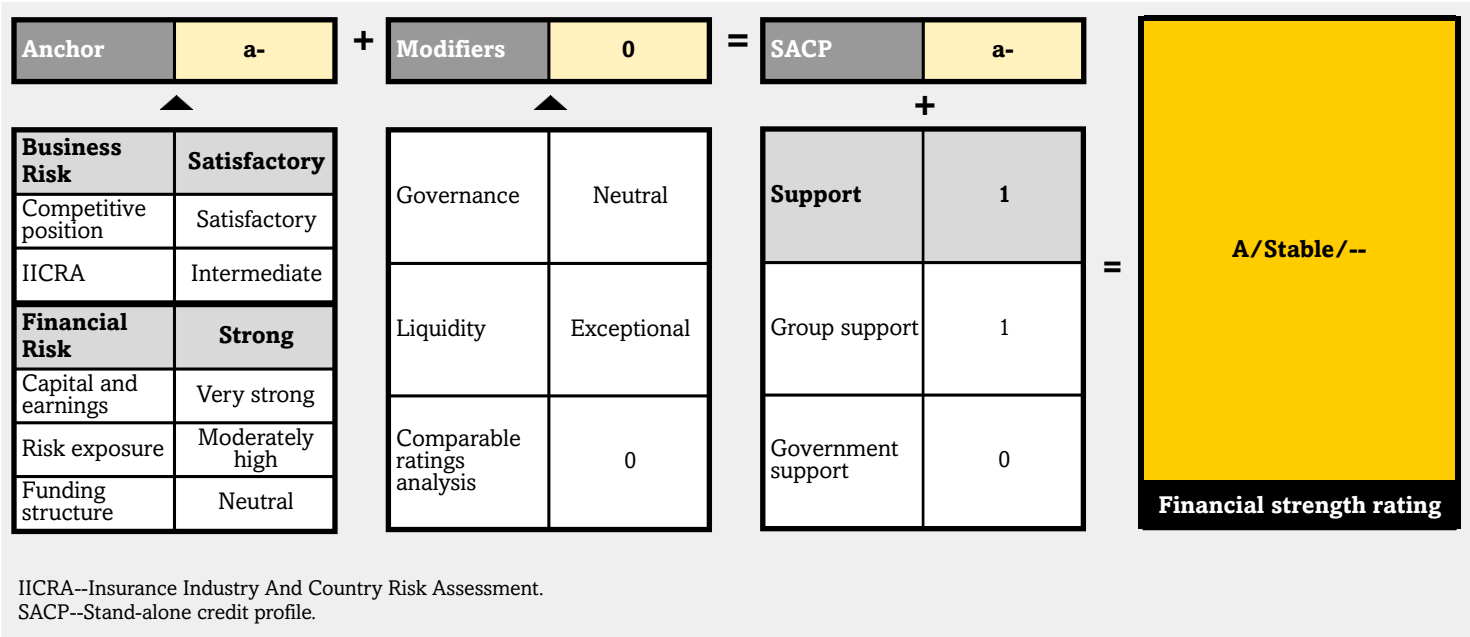 Anchor a- + Modifiers 0 = SACP a-
+
Business
Risk
Satisfactory
Competitive
position
Satisfactory
IICRA Intermediate
Financial
Risk
Strong
Capital and
earnings
Very strong
Risk exposure
Moderately
high
Funding
structure
Neutral
Governance Neutral
Liquidity Exceptional
Comparable
ratings
analysis
0
Support 1
Group support 1
Government
support
0
=
A/Stable/--
Financial strength rating
IICRA--Insurance Industry And Country Risk Assessment.
SACP--Stand-alone credit profile.